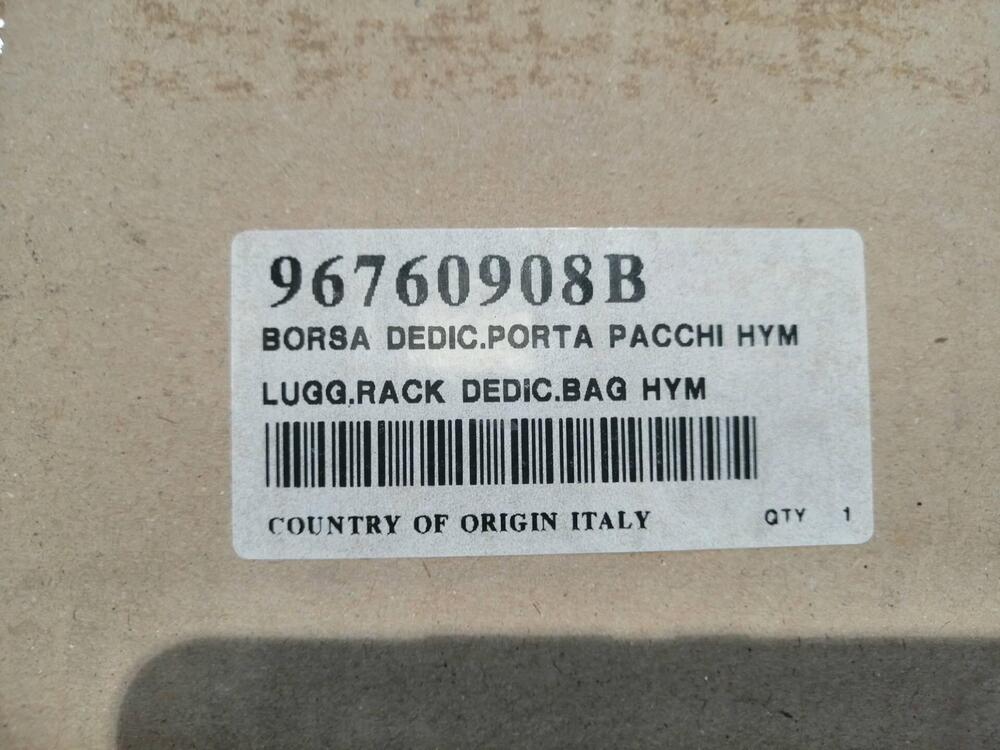 96760908B
BORSA DEDIC.PORTA PACCHI HYM
LUGG.RACK DEDIC.BAG HYM
COUNTRY OF ORIGIN ITALY QTY 1